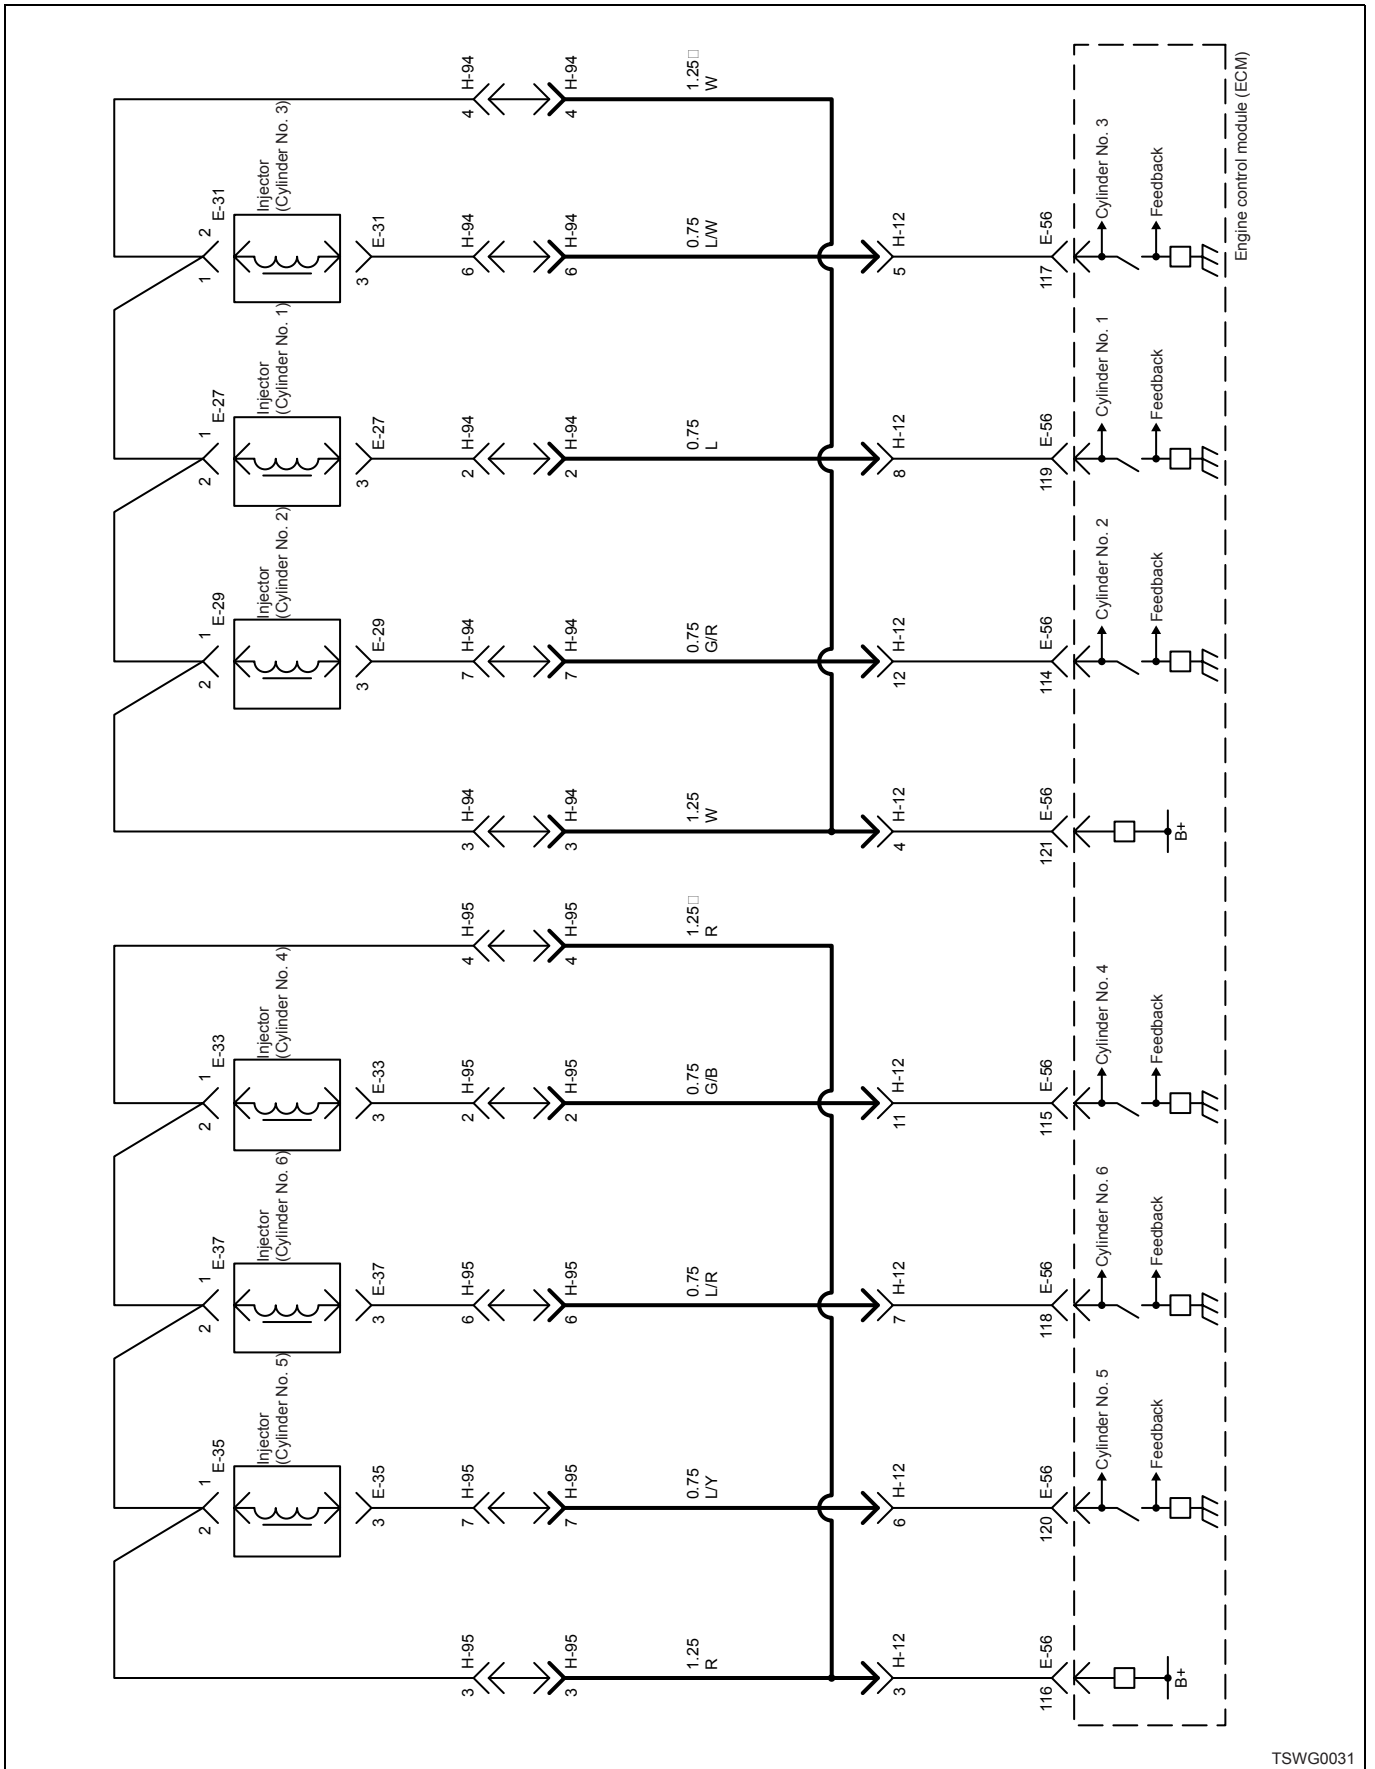 H-94
4
H-94
4
1.25□
W
2
E-31
1
Injector
(Cylinder No. 3)
E-31
3
H-94
6
H-94
6
0.75
L/W
H-12
5
E-56
117
Cylinder No. 3
Feedback
Engine control module (ECM)
1
E-27
2
Injector
(Cylinder No. 1)
E-27
3
H-94
2
H-94
2
0.75
L
H-12
8
E-56
119
Cylinder No. 1
Feedback
1
E-29
2
Injector
(Cylinder No. 2)
E-29
3
H-94
7
H-94
7
0.75
G/R
H-12
12
E-56
114
Cylinder No. 2
Feedback
H-94
3
H-94
3
1.25
W
H-12
4
E-56
121
B+
H-95
4
H-95
4
1.25□
R
1
E-33
2
Injector
(Cylinder No. 4)
E-33
3
H-95
2
H-95
2
0.75
G/B
H-12
11
E-56
115
Cylinder No. 4
Feedback
1
E-37
2
Injector
(Cylinder No. 6)
E-37
3
H-95
6
H-95
6
0.75
L/R
H-12
7
E-56
118
Cylinder No. 6
Feedback
1
E-35
2
Injector
(Cylinder No. 5)
E-35
3
H-95
7
H-95
7
0.75
L/Y
H-12
6
E-56
120
Cylinder No. 5
Feedback
H-95
3
H-95
3
1.25
R
H-12
3
E-56
116
B+
TSWG0031